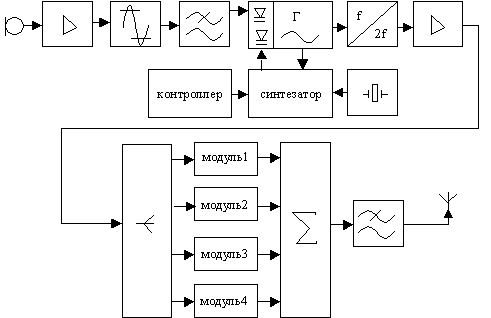 Г
f
2f
контроллер
синтезатор
модуль1
модуль2
модуль3
модуль4
Σ